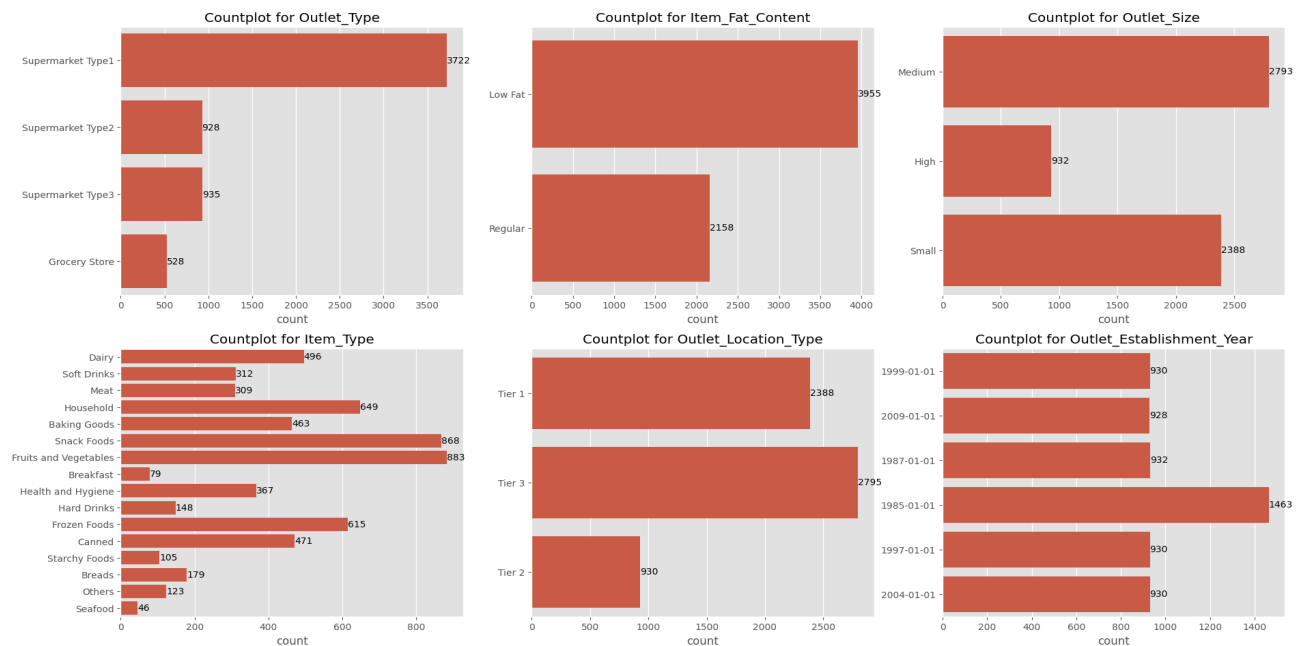 Countplot for Outlet_Type
Supermarket Type1
3722
Supermarket Type2
928
Supermarket Type3
935
Grocery Store
528
0 500 1000 1500 2000 2500 3000 3500
count
Countplot for Item_Fat_Content
Low Fat
3955
Regular
2158
0 500 1000 1500 2000 2500 3000 3500 4000
count
Countplot for Outlet_Size
Medium
2793
High
932
Small
2388
0 500 1000 1500 2000 2500
count
Countplot for Item_Type
Dairy
496
Soft Drinks
312
Meat
309
Household
649
Baking Goods
463
Snack Foods
868
Fruits and Vegetables
883
Breakfast
79
Health and Hygiene
367
Hard Drinks
148
Frozen Foods
615
Canned
471
Starchy Foods
105
Breads
179
Others
123
Seafood
46
0 200 400 600 800
count
Countplot for Outlet_Location_Type
Tier 1
2388
Tier 3
2795
Tier 2
930
0 500 1000 1500 2000 2500
count
Countplot for Outlet_Establishment_Year
1999-01-01
930
2009-01-01
928
1987-01-01
932
1985-01-01
1463
1997-01-01
930
2004-01-01
930
0 200 400 600 800 1000 1200 1400
count